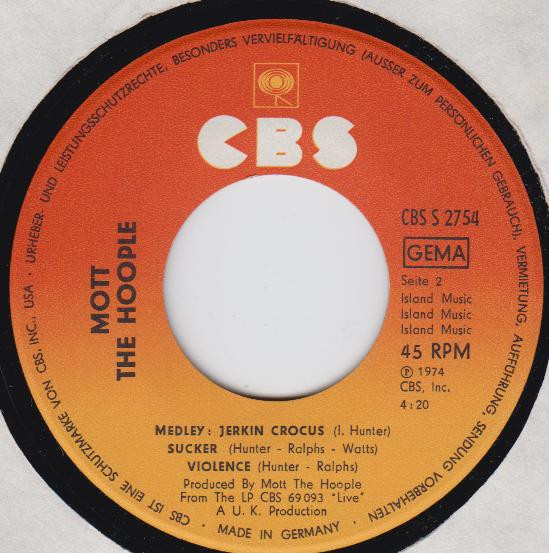 CBS
MOTT
THE HOOPLE
CBS S 2754
GEMA
Seite 2
Island Music
Island Music
Island Music
45 RPM
Ⓟ 1974
CBS, Inc.
4:20
MEDLEY: JERKIN CROCUS (I. Hunter)
SUCKER (Hunter - Ralphs - Watts)
VIOLENCE (Hunter - Ralphs)
Produced by Mott The Hoople
From The LP CBS 69093 "Live"
A U. K. Production
CBS IST EINE SCHUTZMARKE VON CBS, INC., USA · URHEBER- UND LEISTUNGSSCHUTZRECHTE, BESONDERS VERVIELFÄLTIGUNG (AUSSER ZUM PERSÖNLICHEN GEBRAUCH), VERMIETUNG, AUFFÜHRUNG, SENDUNG VORBEHALTEN · MADE IN GERMANY ·